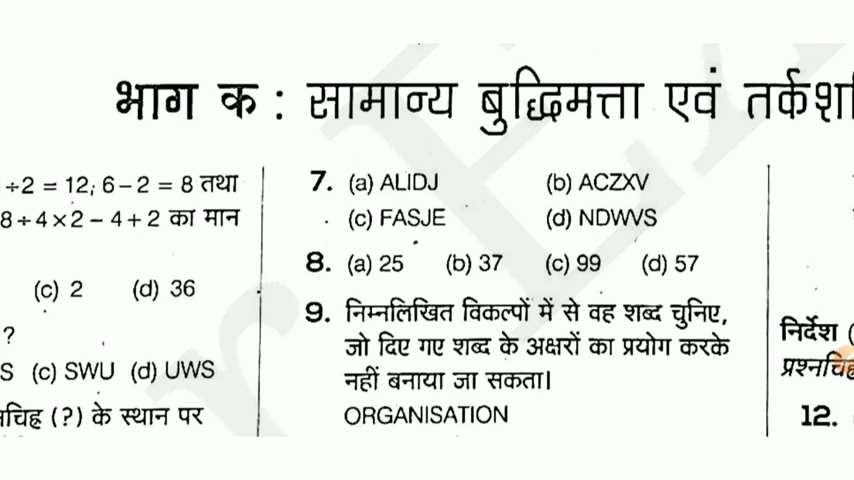 भाग क : सामान्य बुद्धिमत्ता एवं तर्कश
÷2 = 12; 6 – 2 = 8 तथा
8 ÷ 4 × 2 – 4 + 2 का मान
(c) 2 (d) 36
?
S (c) SWU (d) UWS
चिह्न (?) के स्थान पर
7. (a) ALIDJ (b) ACZXV
(c) FASJE (d) NDWVS
8. (a) 25 (b) 37 (c) 99 (d) 57
9. निम्नलिखित विकल्पों में से वह शब्द चुनिए,
जो दिए गए शब्द के अक्षरों का प्रयोग करके
नहीं बनाया जा सकता।
ORGANISATION
निर्देश (
प्रश्नचिह्न
12.